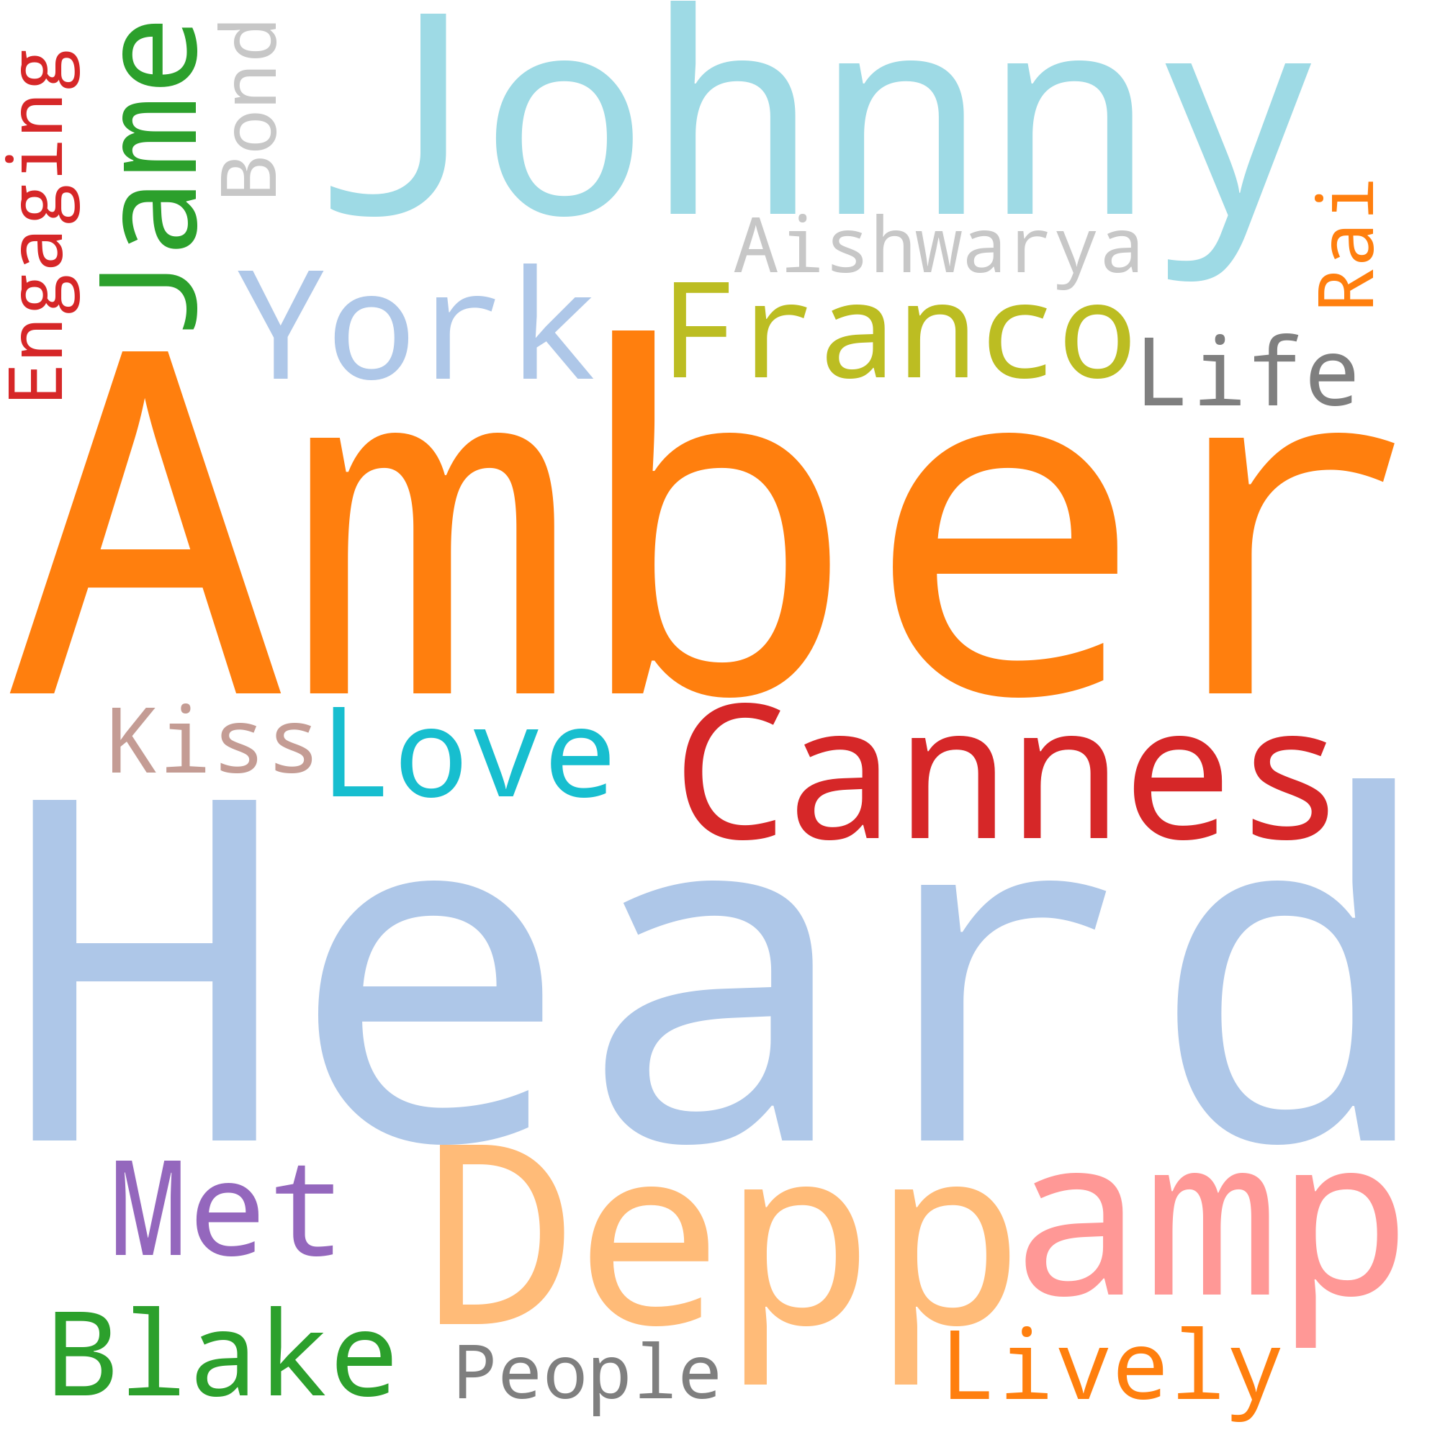 Engaging
Jame
Bond
Johnny
Aishwarya
Rai
York
Franco
Life
Amber
Kiss
Love
Cannes
Heard
Met
Depp
amp
Blake
People
Lively